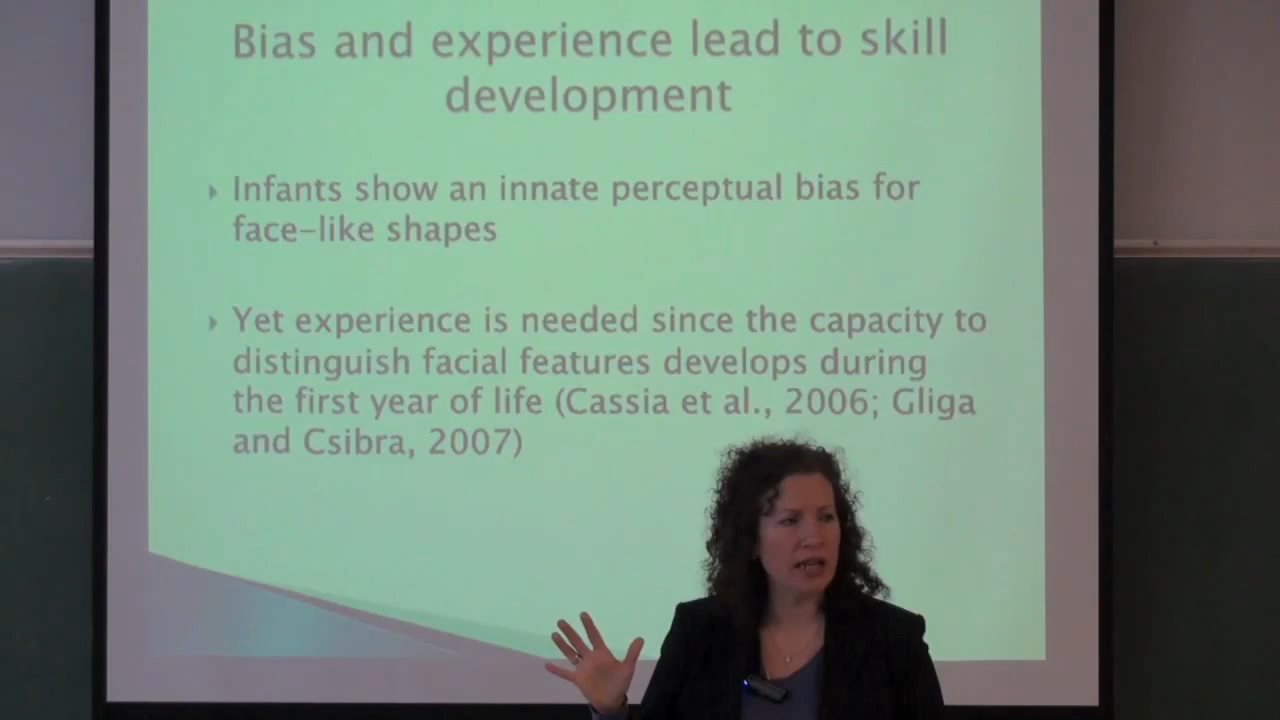 Bias and experience lead to skill
development
Infants show an innate perceptual bias for
face-like shapes
Yet experience is needed since the capacity to
distinguish facial features develops during
the first year of life (Cassia et al., 2006; Gliga
and Csibra, 2007)